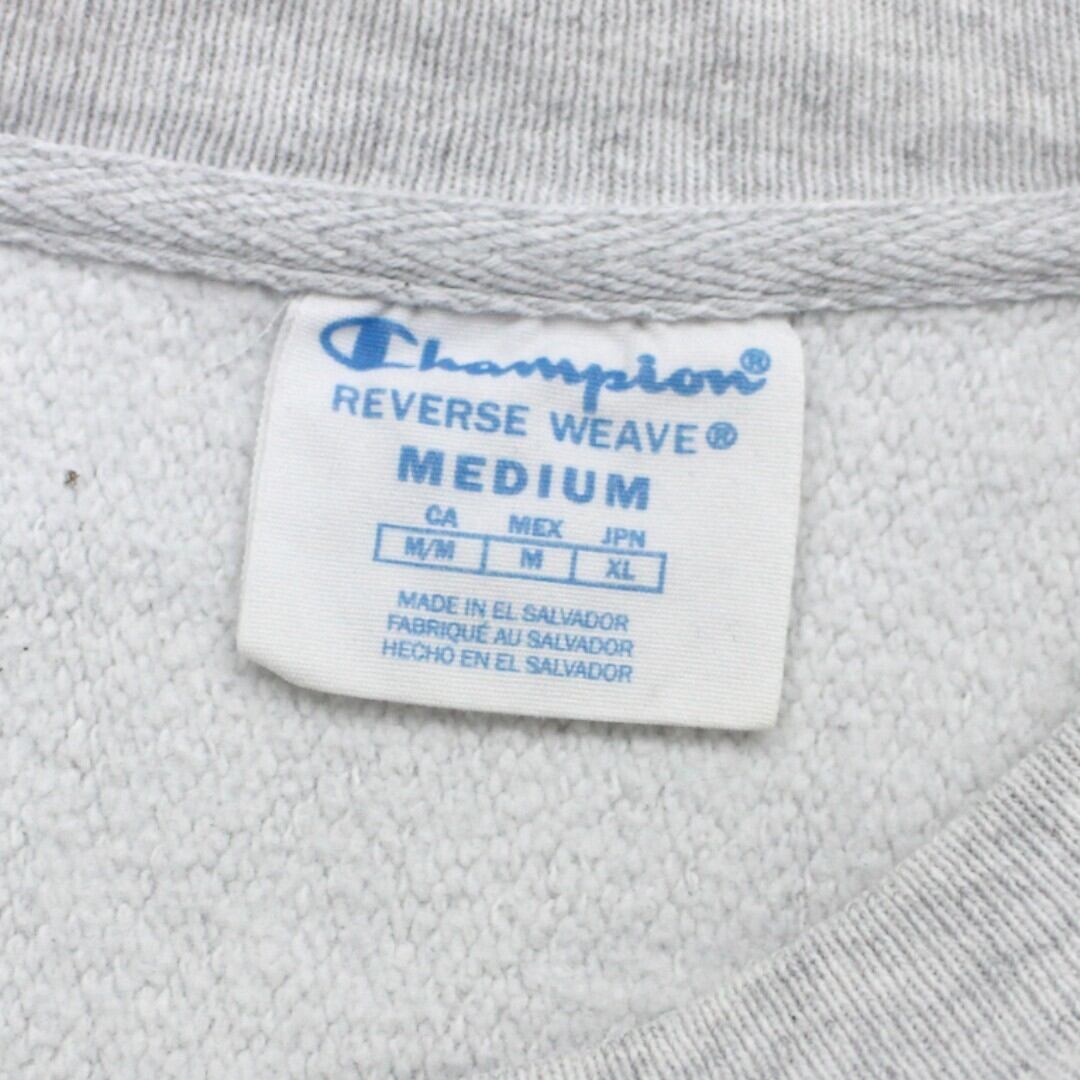 Champion®
REVERSE WEAVE®
MEDIUM
CA MEX JPN
M/M M XL
MADE IN EL SALVADOR
FABRIQUÉ AU SALVADOR
HECHO EN EL SALVADOR